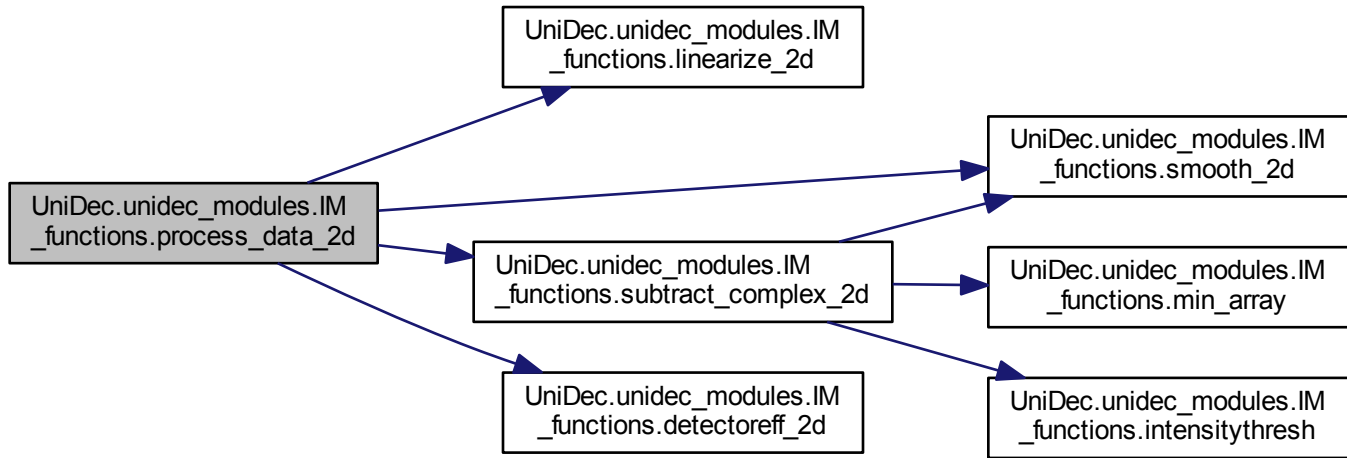 UniDec.unidec_modules.IM
_functions.linearize_2d
UniDec.unidec_modules.IM
_functions.smooth_2d
UniDec.unidec_modules.IM
_functions.process_data_2d
UniDec.unidec_modules.IM
_functions.subtract_complex_2d
UniDec.unidec_modules.IM
_functions.min_array
UniDec.unidec_modules.IM
_functions.detectoreff_2d
UniDec.unidec_modules.IM
_functions.intensitythresh